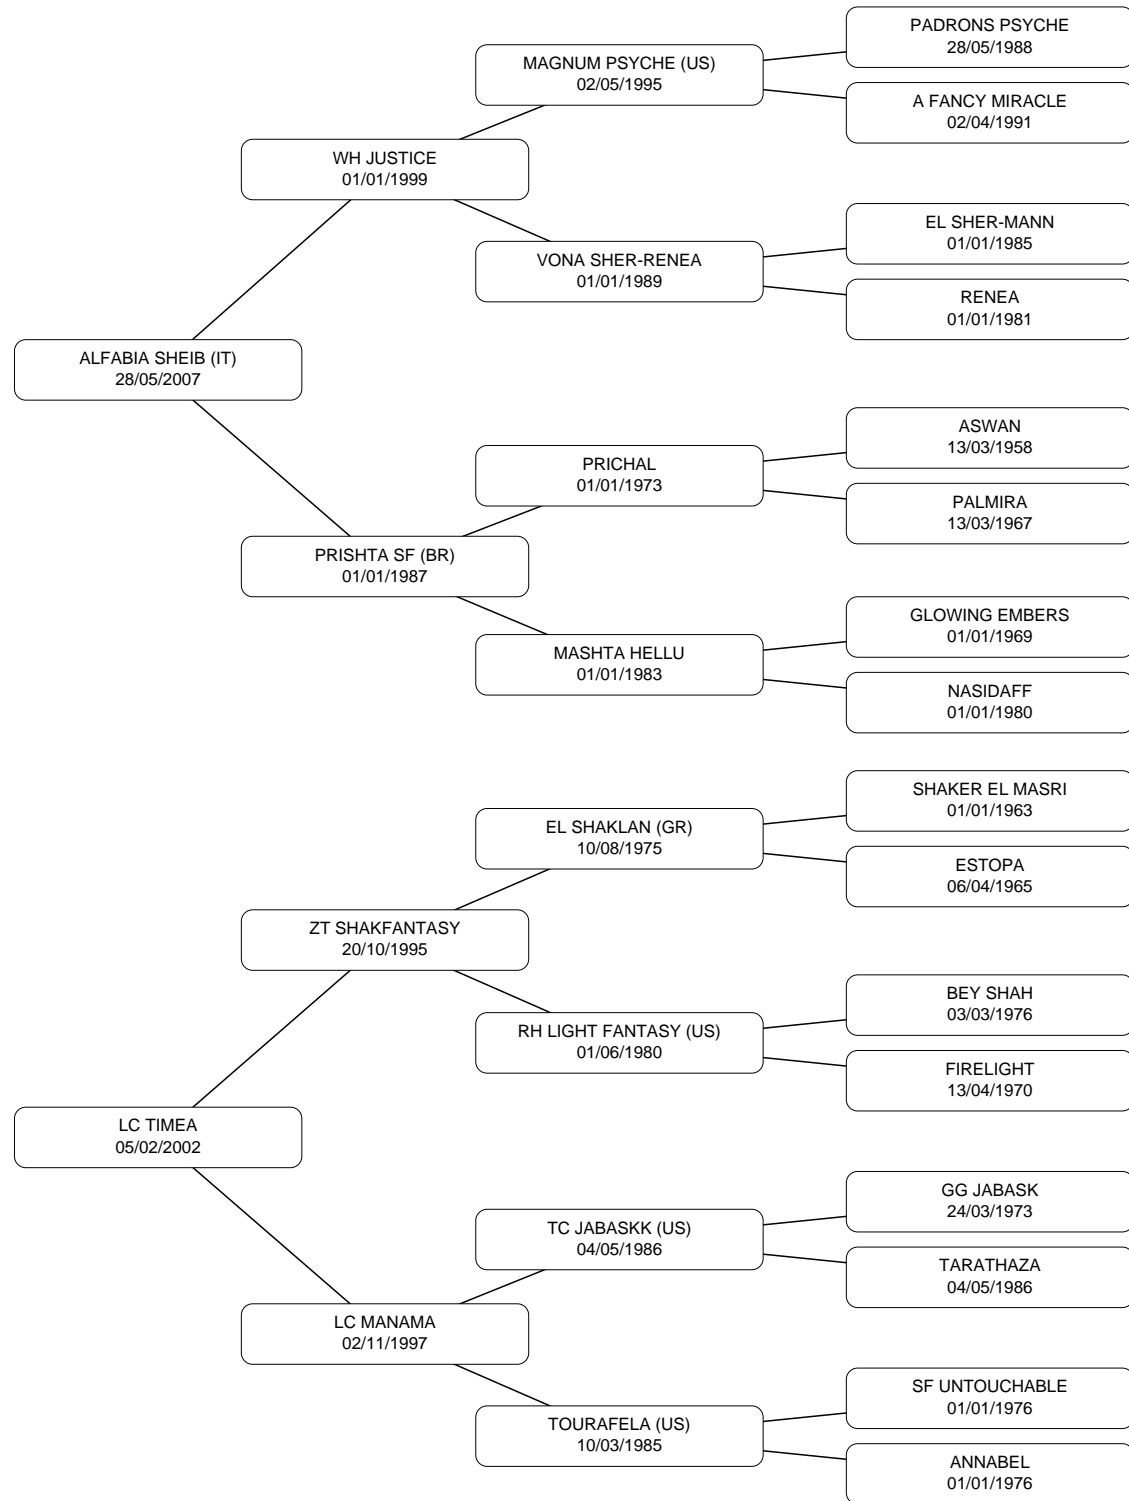 PADRONS PSYCHE
28/05/1988
MAGNUM PSYCHE (US)
02/05/1995
A FANCY MIRACLE
02/04/1991
WH JUSTICE
01/01/1999
EL SHER-MANN
01/01/1985
VONA SHER-RENEA
01/01/1989
RENEA
01/01/1981
ALFABIA SHEIB (IT)
28/05/2007
ASWAN
13/03/1958
PRICHAL
01/01/1973
PALMIRA
13/03/1967
PRISHTA SF (BR)
01/01/1987
GLOWING EMBERS
01/01/1969
MASHTA HELLU
01/01/1983
NASIDAFF
01/01/1980
SHAKER EL MASRI
01/01/1963
EL SHAKLAN (GR)
10/08/1975
ESTOPA
06/04/1965
ZT SHAKFANTASY
20/10/1995
BEY SHAH
03/03/1976
RH LIGHT FANTASY (US)
01/06/1980
FIRELIGHT
13/04/1970
LC TIMEA
05/02/2002
GG JABASK
24/03/1973
TC JABASKK (US)
04/05/1986
TARATHAZA
04/05/1986
LC MANAMA
02/11/1997
SF UNTOUCHABLE
01/01/1976
TOURAFELA (US)
10/03/1985
ANNABEL
01/01/1976